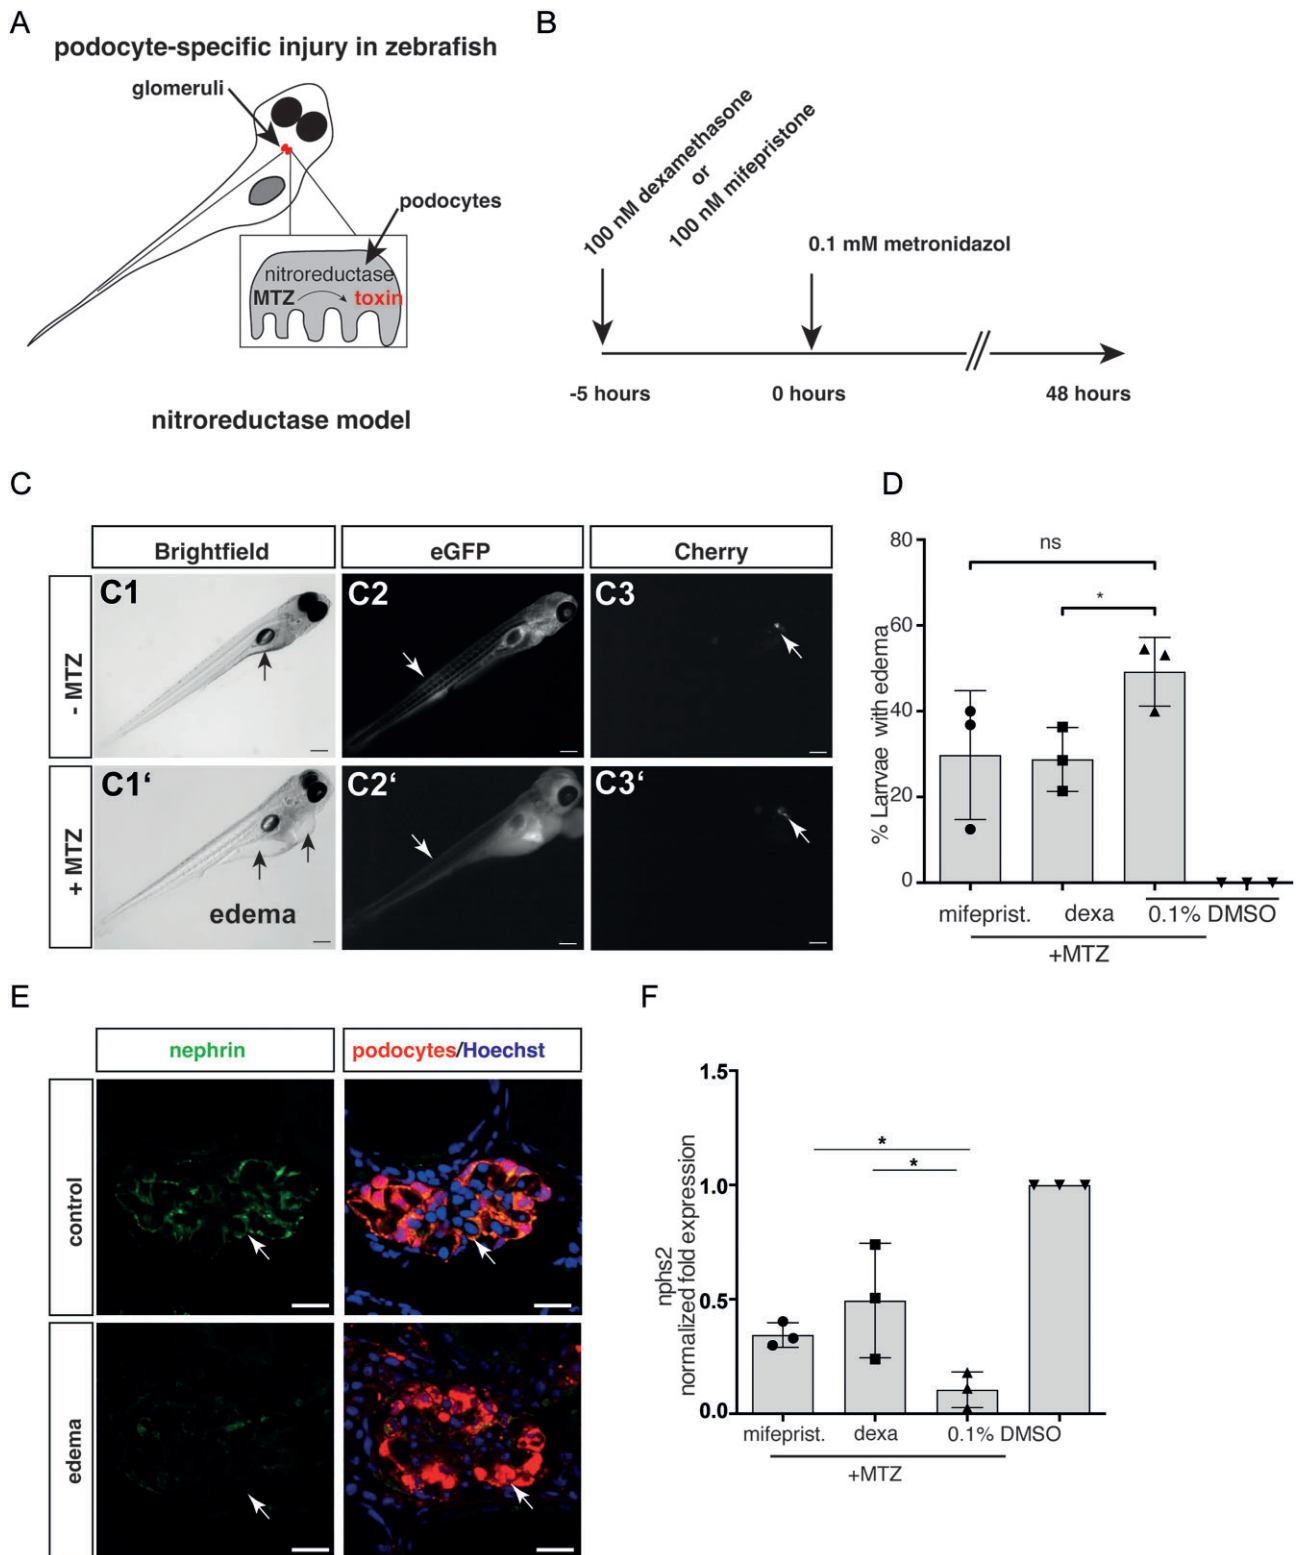 A
podocyte-specific injury in zebrafish
glomeruli
podocytes
nitroreductase
MTZ
toxin
nitroreductase model
B
100 nM dexamethasone
or
100 nM mifepristone
0.1 mM metronidazol
-5 hours
0 hours
48 hours
C
Brightfield
eGFP
Cherry
- MTZ
C1
C2
C3
+ MTZ
C1‘
C2‘
C3‘
edema
D
% Larvae with edema
80
60
40
20
0
ns
*
mifeprist.
dexa
0.1% DMSO
+MTZ
E
nephrin
podocytes/Hoechst
control
edema
F
nphs2
normalized fold expression
1.5
1.0
0.5
0.0
*
*
mifeprist.
dexa
0.1% DMSO
+MTZ